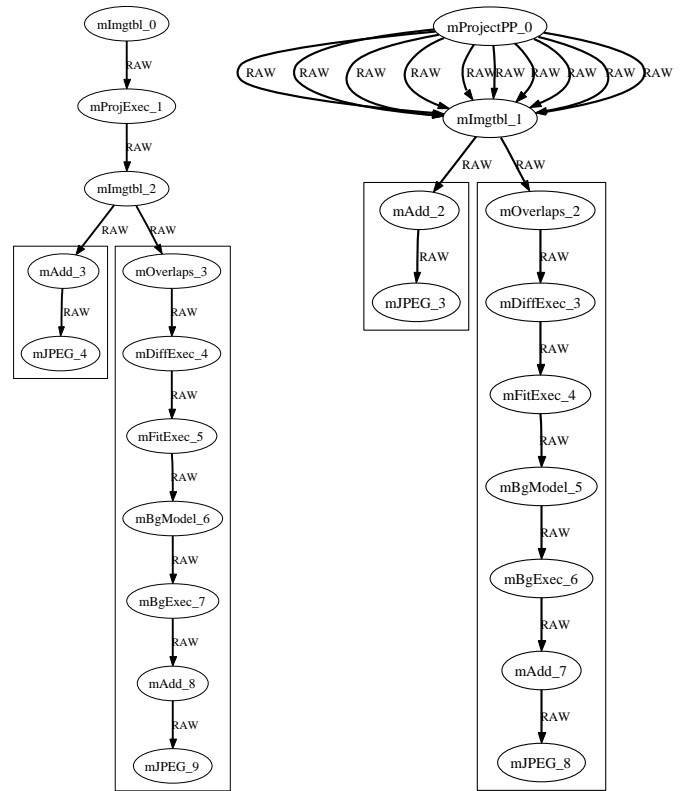 mImgtbl_0
RAW
mProjExec_1
RAW
mImgtbl_2
RAW RAW
mAdd_3 mOverlaps_3
RAW RAW
mJPEG_4 mDiffExec_4
RAW
mFitExec_5
RAW
mBgModel_6
RAW
mBgExec_7
RAW
mAdd_8
RAW
mJPEG_9
mProjectPP_0
RAW RAW RAW RAW RAW RAW RAW RAW RAW RAW
mImgtbl_1
RAW RAW
mAdd_2 mOverlaps_2
RAW RAW
mJPEG_3 mDiffExec_3
RAW
mFitExec_4
RAW
mBgModel_5
RAW
mBgExec_6
RAW
mAdd_7
RAW
mJPEG_8